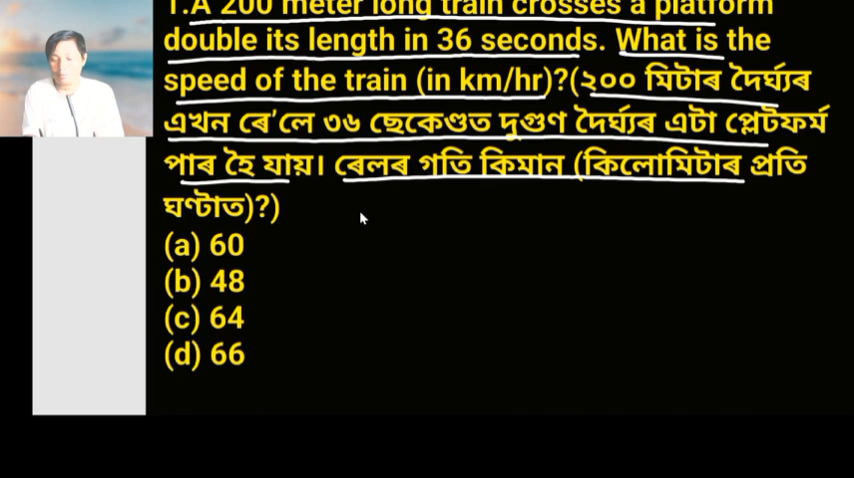 1.A 200 meter long train crosses a platform
double its length in 36 seconds. What is the
speed of the train (in km/hr)?(২০০ মিটাৰ দৈৰ্ঘ্যৰ
এখন ৰে'লে ৩৬ ছেকেণ্ডত দুগুণ দৈৰ্ঘ্যৰ এটা প্লেটফৰ্ম
পাৰ হৈ যায়। ৰেলৰ গতি কিমান (কিলোমিটাৰ প্ৰতি
ঘণ্টাত)?)
(a) 60
(b) 48
(c) 64
(d) 66